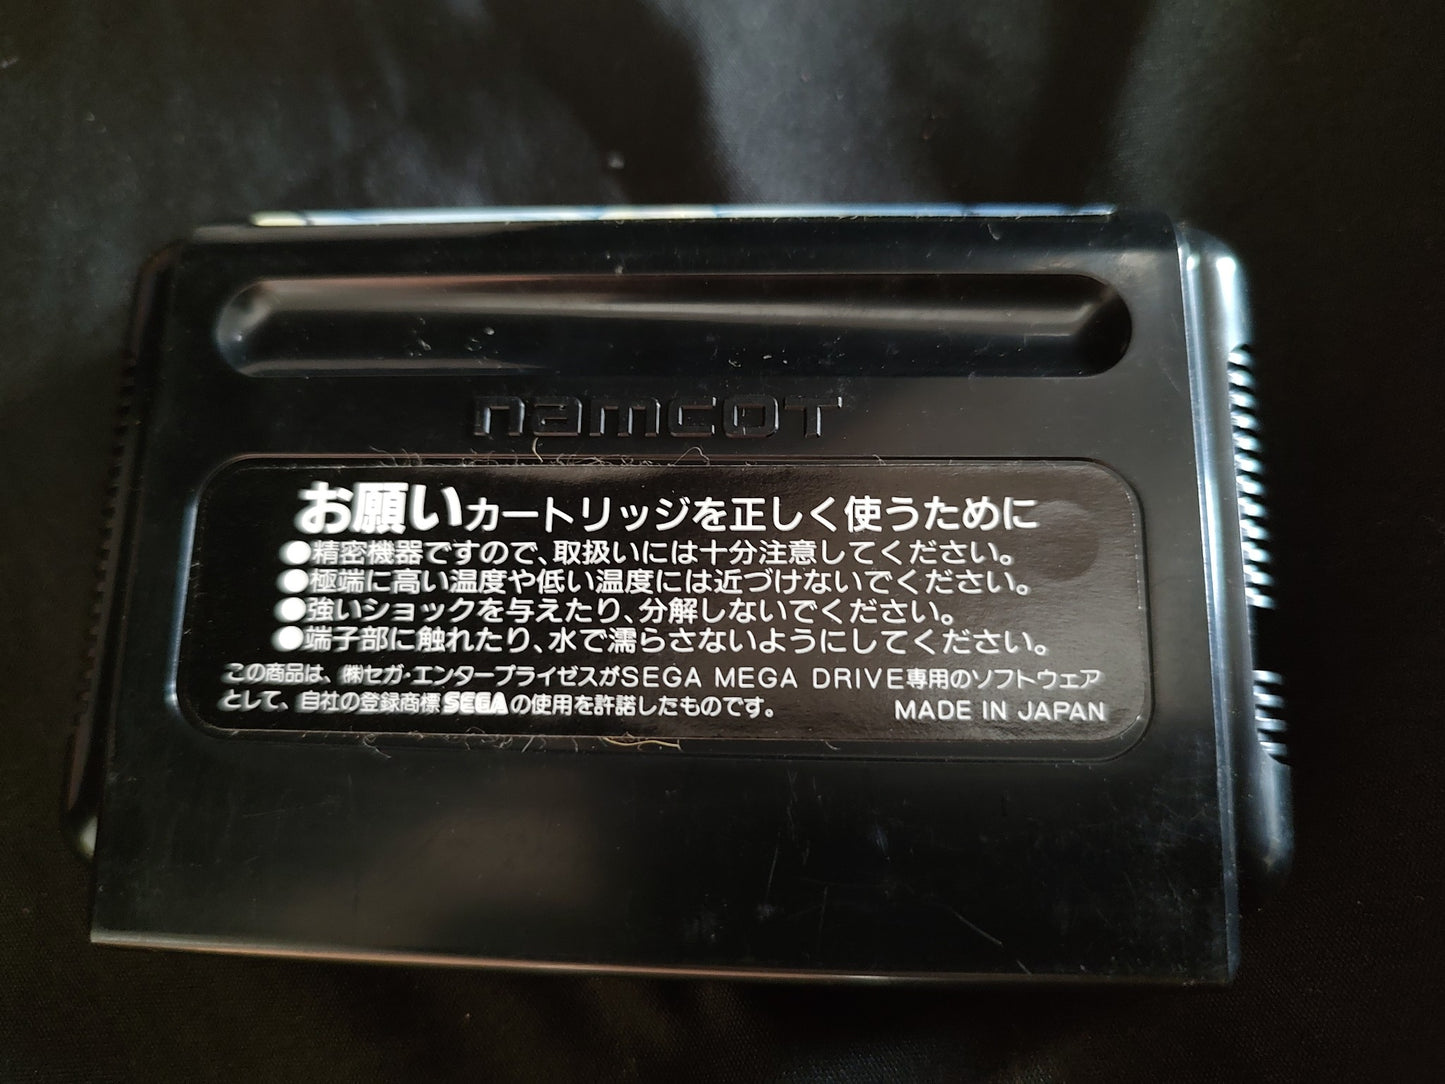 namcot
お願いカートリッジを正しく使うために
●精密機器ですので、取扱いには十分注意してください。
●極端に高い温度や低い温度には近づけないでください。
●強いショックを与えたり、分解しないでください。
●端子部に触れたり、水で濡らさないようにしてください。
この商品は、㈱セガ・エンタープライゼスがSEGA MEGA DRIVE専用のソフトウェア
として、自社の登録商標SEGAの使用を許諾したものです。 MADE IN JAPAN